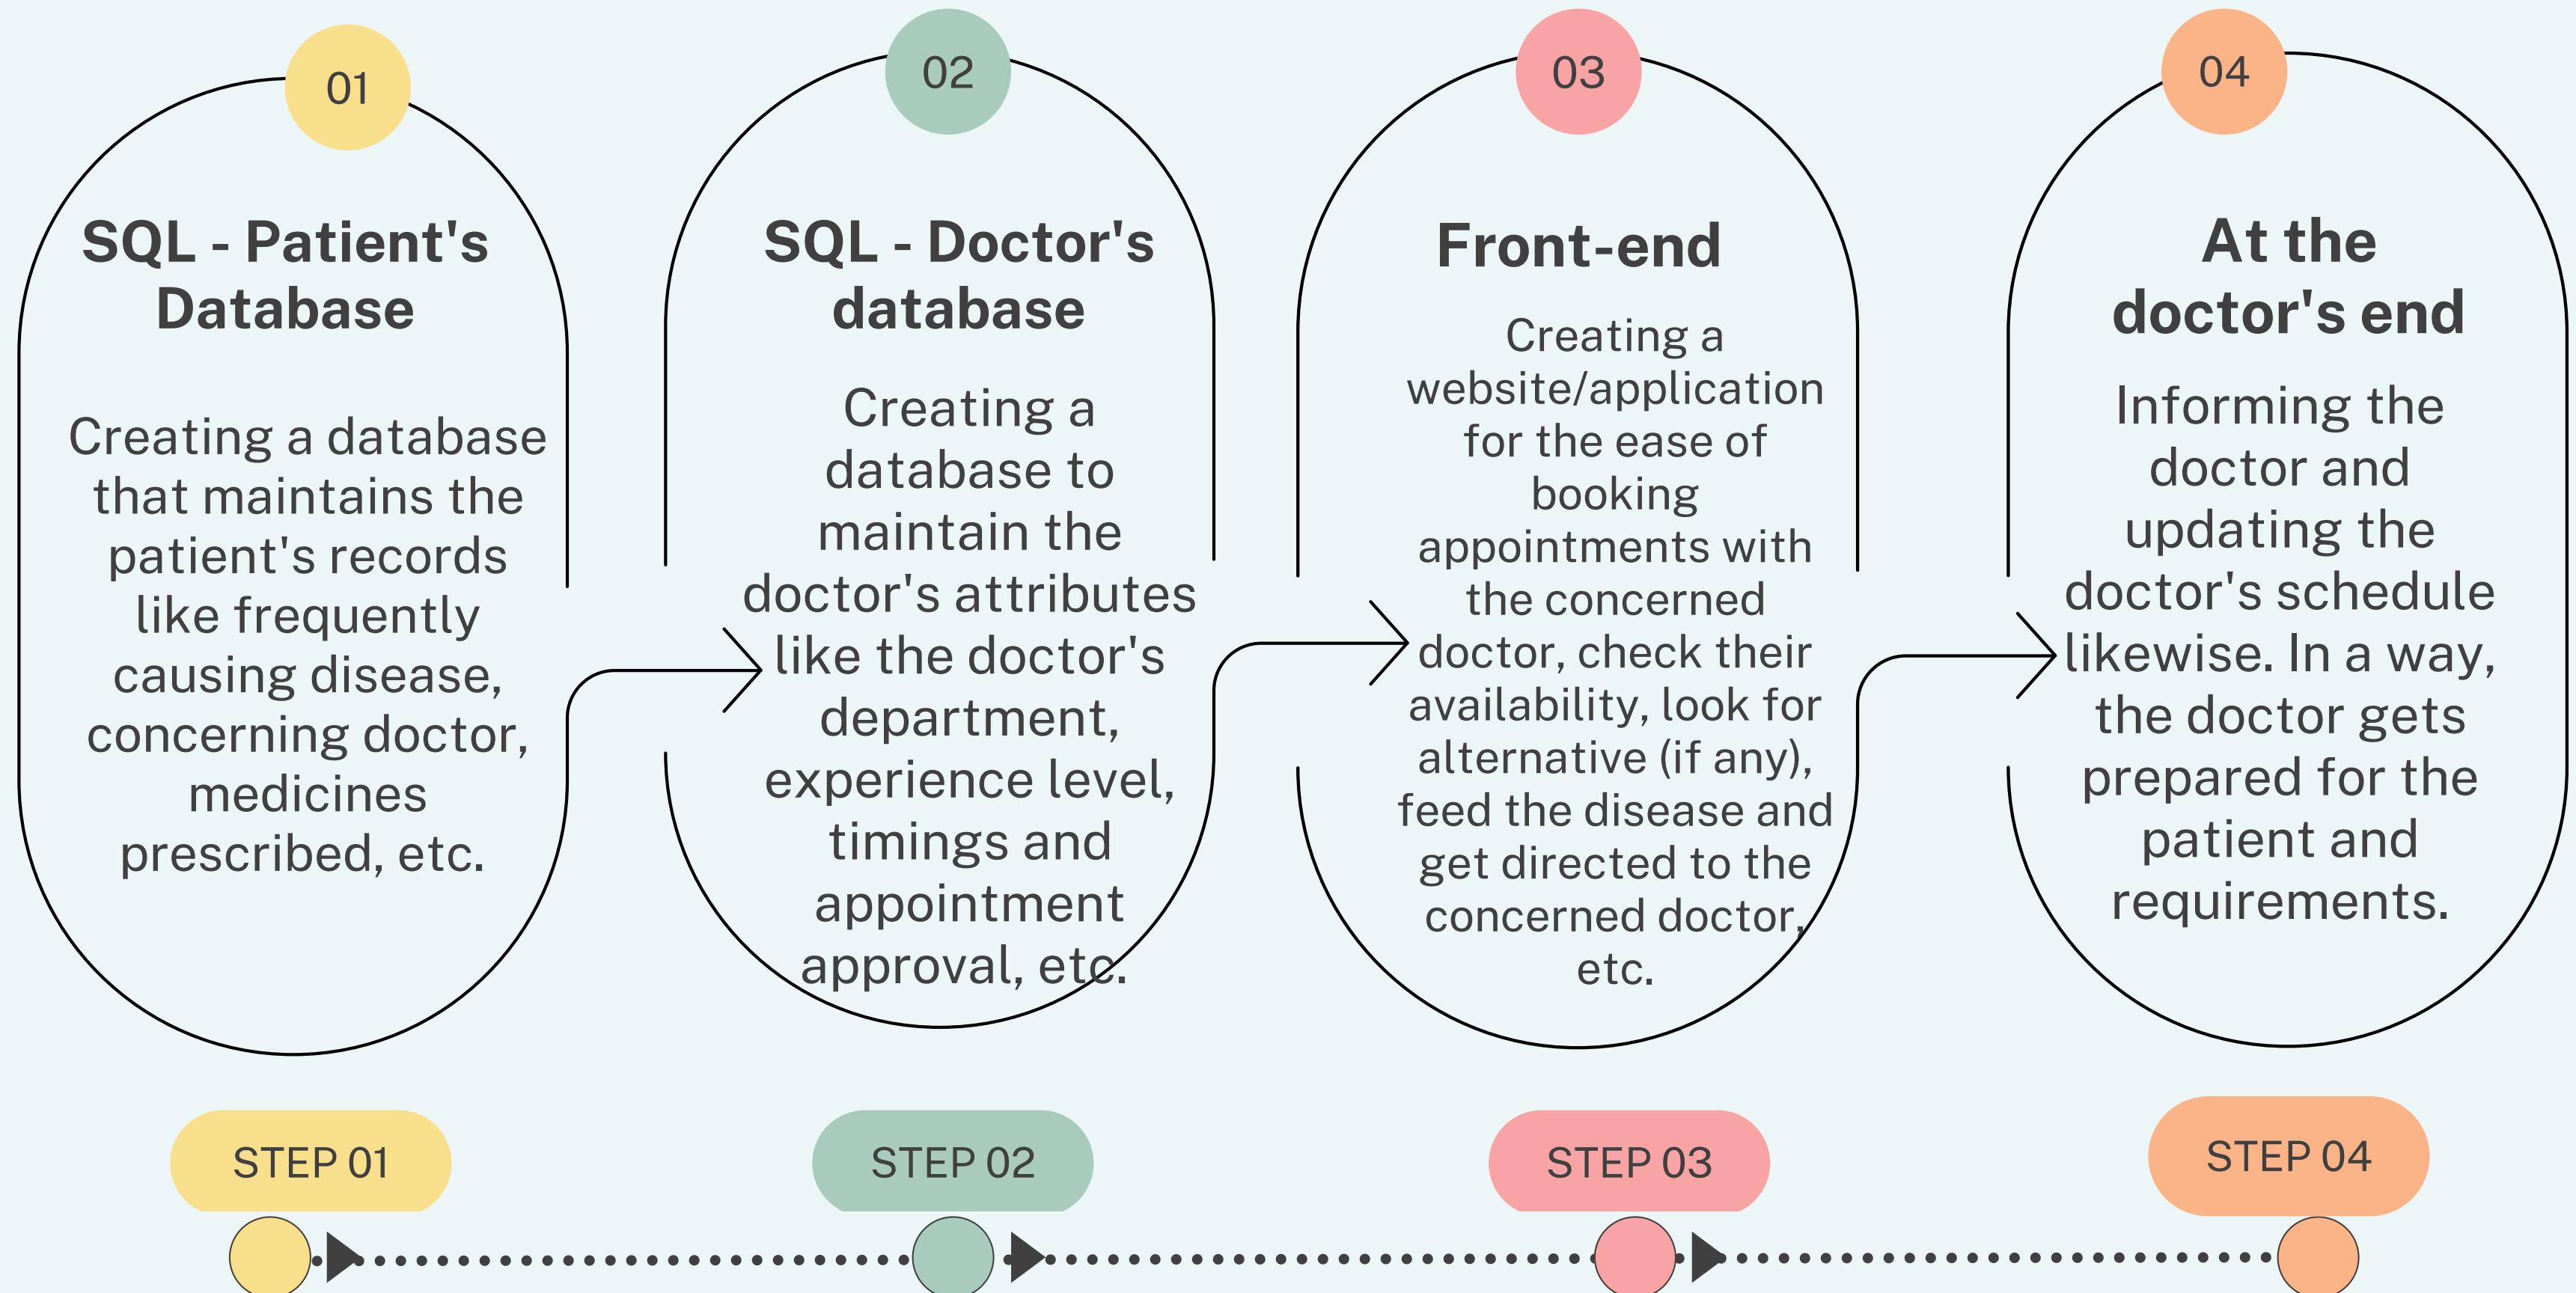 01
SQL - Patient's
Database
Creating a database
that maintains the
patient's records
like frequently
causing disease,
concerning doctor,
medicines
prescribed, etc.
02
SQL - Doctor's
database
Creating a
database to
maintain the
doctor's attributes
like the doctor's
department,
experience level,
timings and
appointment
approval, etc.
03
Front-end
Creating a
website/application
for the ease of
booking
appointments with
the concerned
doctor, check their
availability, look for
alternative (if any),
feed the disease and
get directed to the
concerned doctor,
etc.
04
At the
doctor's end
Informing the
doctor and
updating the
doctor's schedule
likewise. In a way,
the doctor gets
prepared for the
patient and
requirements.
STEP 01
STEP 02
STEP 03
STEP 04